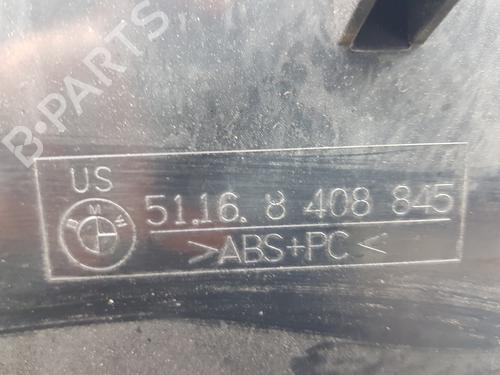 B-PARTS
US
BMW
51.16. 8 408 845
>ABS+PC<